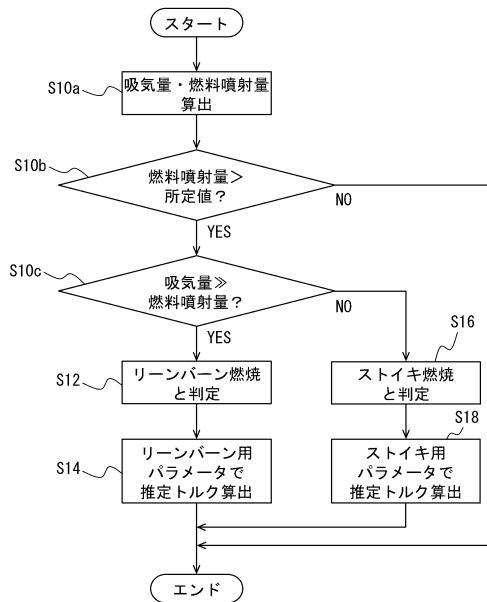 スタート
S10a
吸気量・燃料噴射量
算出
S10b
燃料噴射量>
所定値?
NO
YES
S10c
吸気量≫
燃料噴射量?
NO
YES
S16
S12
リーンバーン燃焼
と判定
ストイキ燃焼
と判定
S18
S14
リーンバーン用
パラメータで
推定トルク算出
ストイキ用
パラメータで
推定トルク算出
エンド